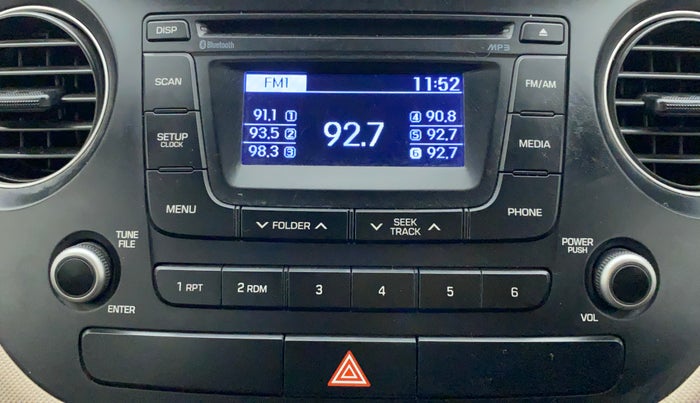 DISP
Bluetooth
MP3
SCAN
FM1 11:52
FM/AM
91.1 1
4 90.8
93.5 2
92.7
5 92.7
98.3 3
6 92.7
SETUP
CLOCK
MEDIA
MENU
FOLDER
SEEK
TRACK
PHONE
TUNE
FILE
POWER
PUSH
1 RPT
2 RDM
3
4
5
6
ENTER
VOL